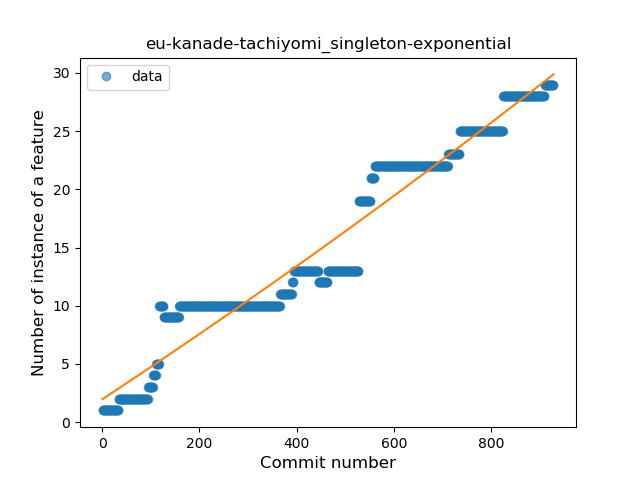 eu-kanade-tachiyomi_singleton-exponential
data
Number of instance of a feature
30
25
20
15
10
5
0
0 200 400 600 800
Commit number